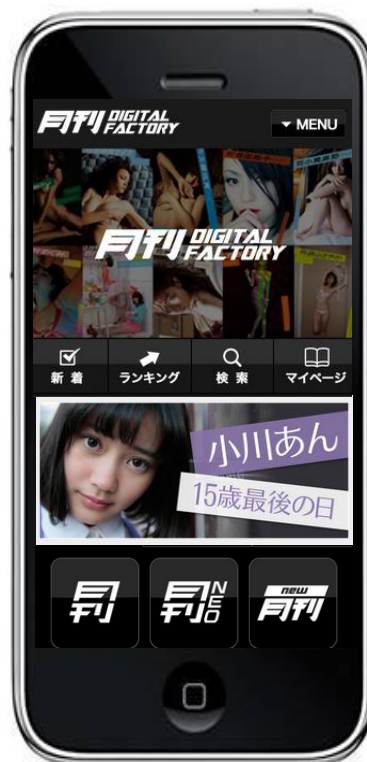 月刊 DIGITAL FACTORY
MENU
月刊 DIGITAL FACTORY
新着
ランキング
検索
マイページ
小川あん
15歳最後の日
月刊
月刊 NEO
new 月刊